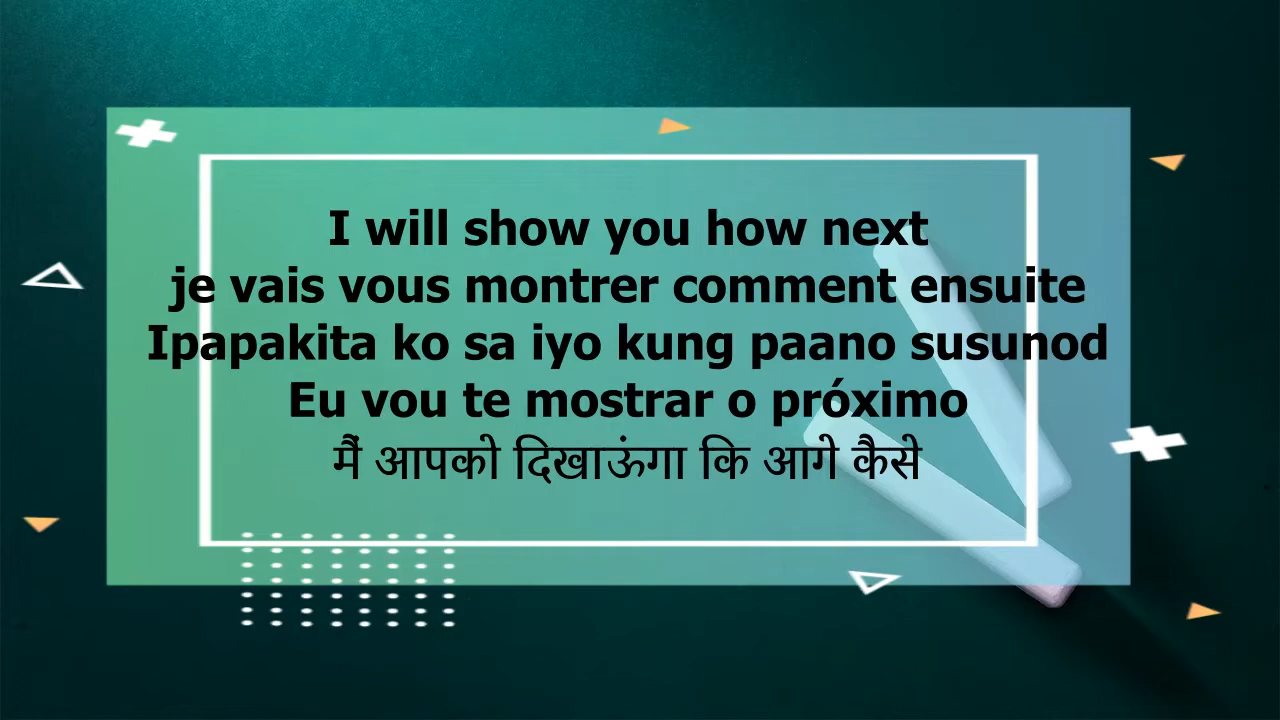 I will show you how next
je vais vous montrer comment ensuite
Ipapakita ko sa iyo kung paano susunod
Eu vou te mostrar o próximo
मैं आपको दिखाऊंगा कि आगे कैसे